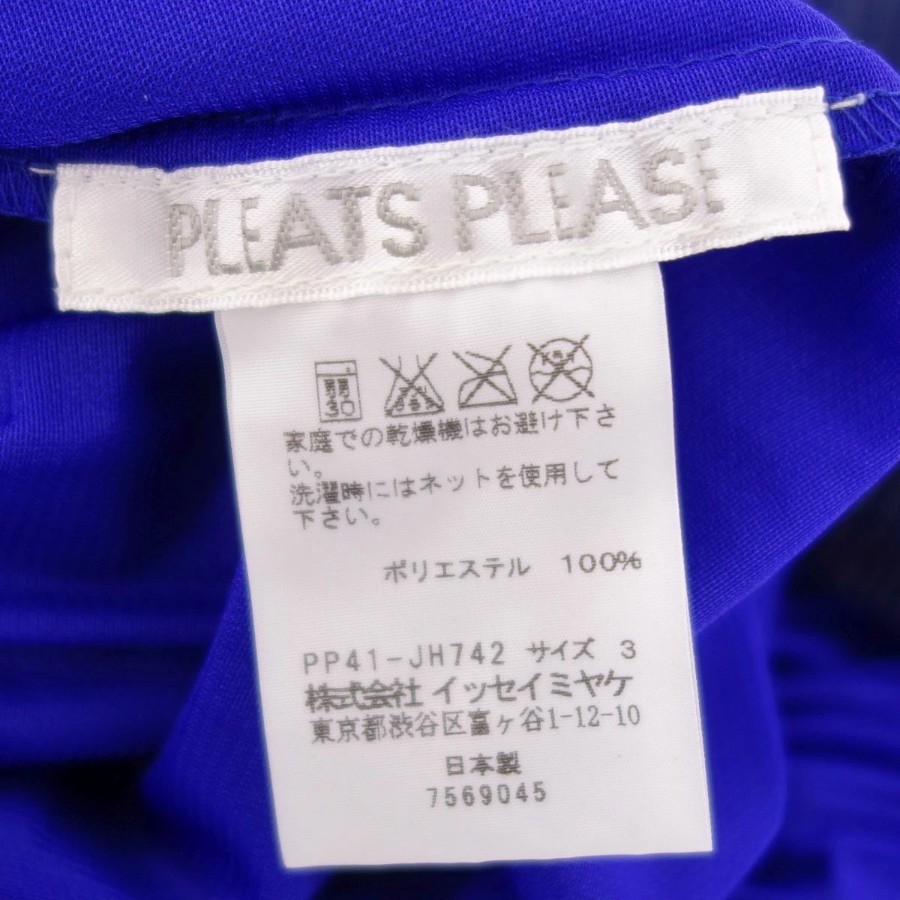 PLEATS PLEASE
弱
30
家庭での乾燥機はお避け下さ
い。
洗濯時にはネットを使用して
下さい。
ポリエステル 100%
PP41-JH742 サイズ 3
株式会社 イッセイミヤケ
東京都渋谷区富ヶ谷1-12-10
日本製
7569045